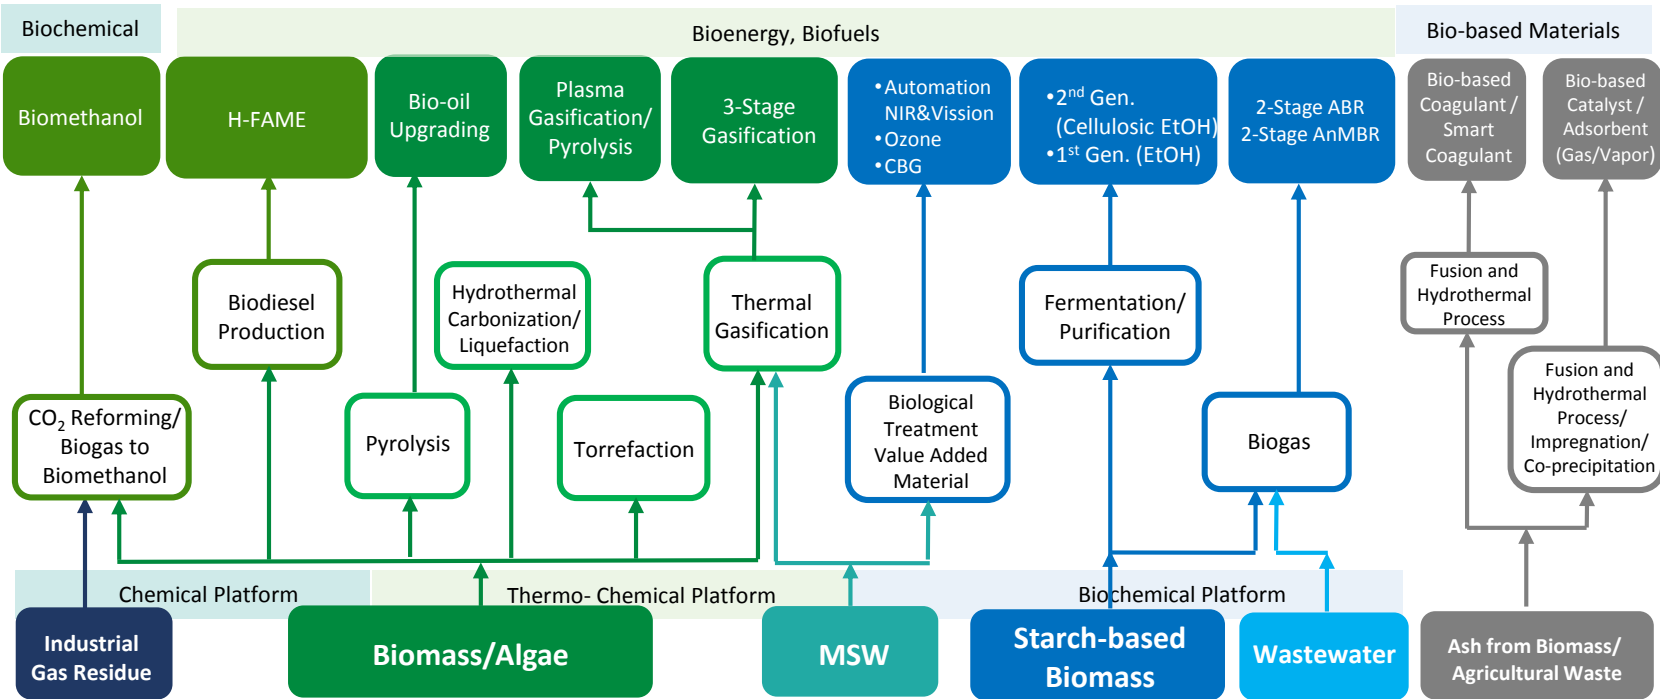 Biochemical
Bioenergy, Biofuels
Bio-based Materials
Biomethanol
H-FAME
Bio-oil
Upgrading
Plasma
Gasification/
Pyrolysis
3-Stage
Gasification
•Automation
NIR&Vission
•Ozone
•CBG
•2nd Gen.
(Cellulosic EtOH)
•1st Gen. (EtOH)
2-Stage ABR
2-Stage AnMBR
Bio-based
Coagulant /
Smart
Coagulant
Bio-based
Catalyst /
Adsorbent
(Gas/Vapor)
Biodiesel
Production
Hydrothermal
Carbonization/
Liquefaction
Thermal
Gasification
Fermentation/
Purification
Fusion and
Hydrothermal
Process
CO2 Reforming/
Biogas to
Biomethanol
Pyrolysis
Torrefaction
Biological
Treatment
Value Added
Material
Biogas
Fusion and
Hydrothermal
Process/
Impregnation/
Co-precipitation
Chemical Platform
Thermo- Chemical Platform
Biochemical Platform
Industrial
Gas Residue
Biomass/Algae
MSW
Starch-based
Biomass
Wastewater
Ash from Biomass/
Agricultural Waste